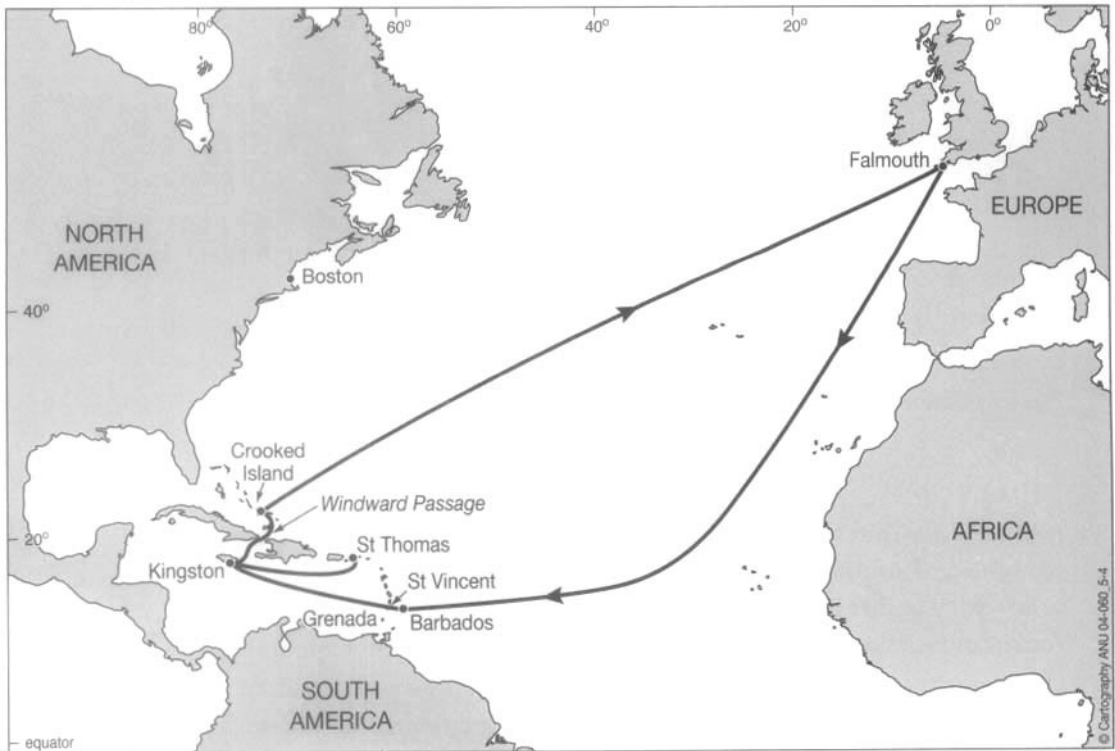 80°
60°
40°
20°
0°
Falmouth
EUROPE
NORTH
AMERICA
Boston
40°
Crooked
Island
Windward Passage
20°
St Thomas
AFRICA
Kingston
St Vincent
Grenada
Barbados
SOUTH
AMERICA
equator
© Cartography ANU 04-060_5-4